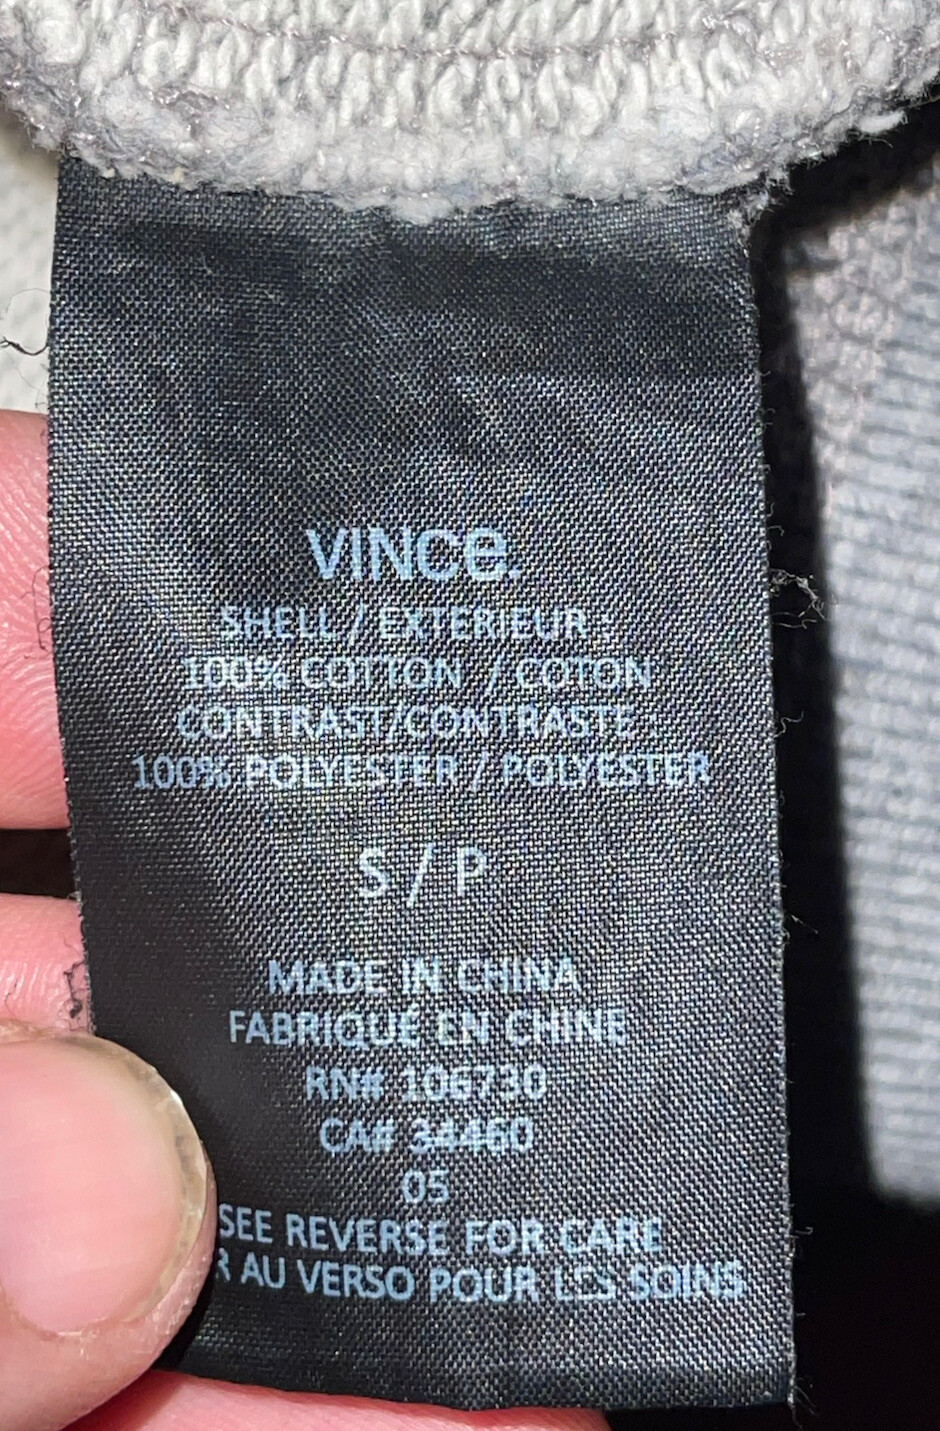 VINCe.
SHELL / EXTERIEUR :
100% COTTON / COTON
CONTRAST/CONTRASTE :
100% POLYESTER / POLYESTER
S / P
MADE IN CHINA
FABRIQUÉ EN CHINE
RN# 106730
CA# 34460
05
SEE REVERSE FOR CARE
R AU VERSO POUR LES SOINS